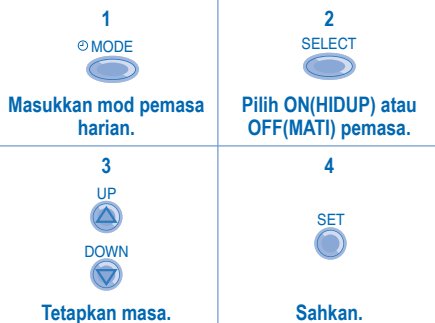 1
MODE
Masukkan mod pemasa
harian.
2
SELECT
Pilih ON(HIDUP) atau
OFF(MATI) pemasa.
3
UP
DOWN
Tetapkan masa.
4
SET
Sahkan.